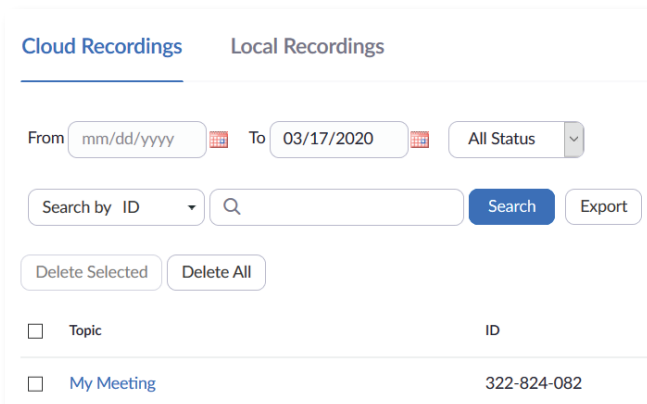 Cloud Recordings Local Recordings
From mm/dd/yyyy To 03/17/2020 All Status
Search by ID Search Export
Delete Selected Delete All
Topic ID
My Meeting 322-824-082